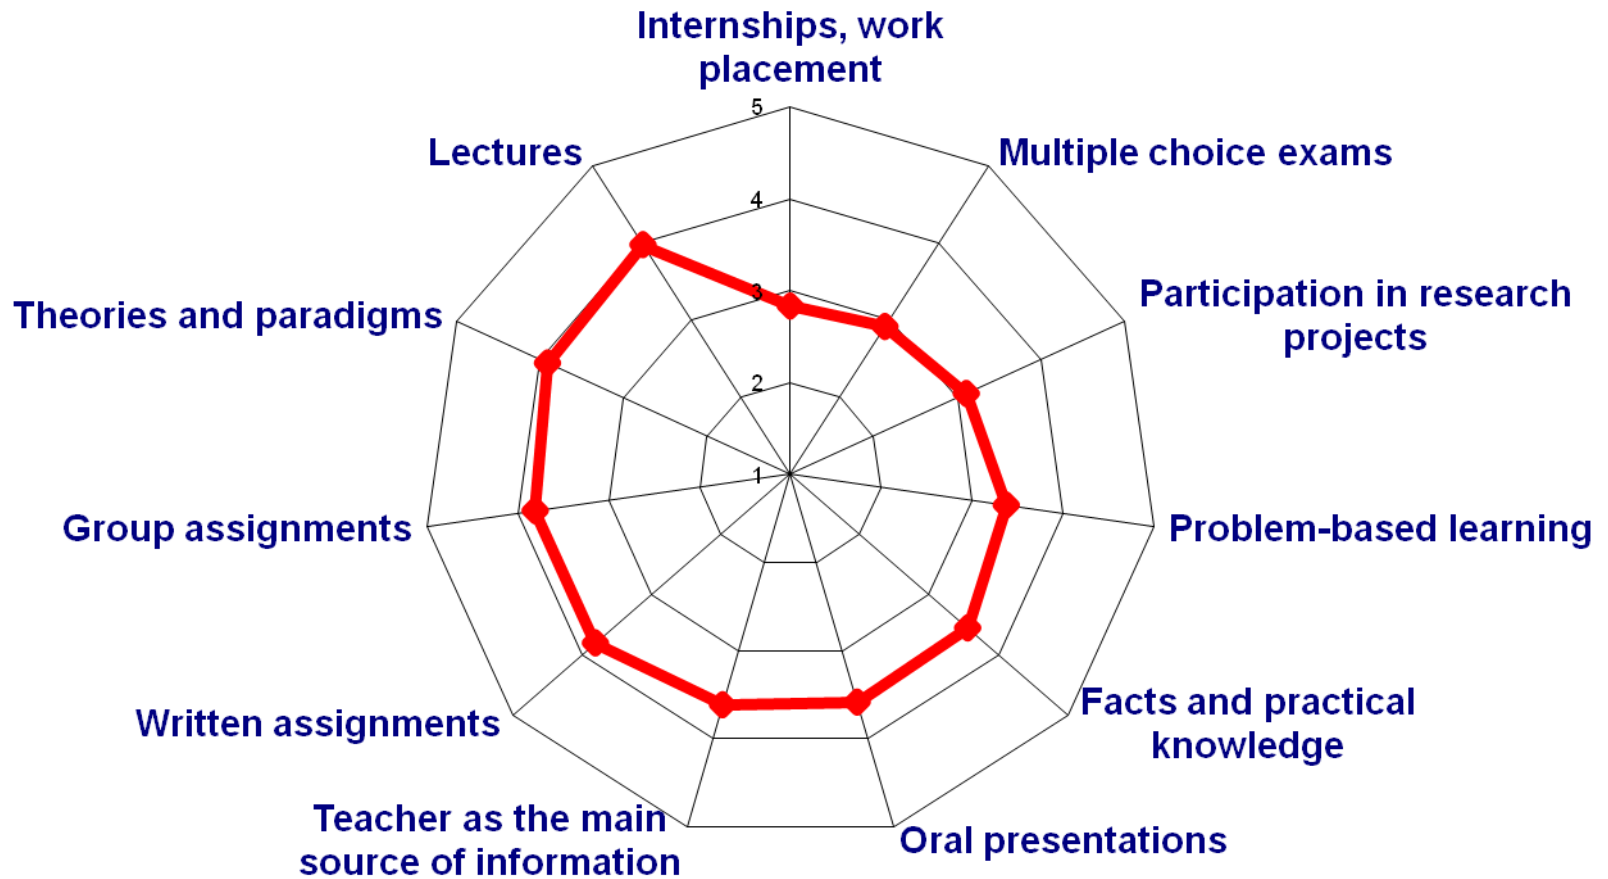 Internships, work
placement
5
Lectures
Multiple choice exams
4
Participation in research
projects
3
Theories and paradigms
2
1
Group assignments
Problem-based learning
Facts and practical
knowledge
Written assignments
Teacher as the main
source of information
Oral presentations